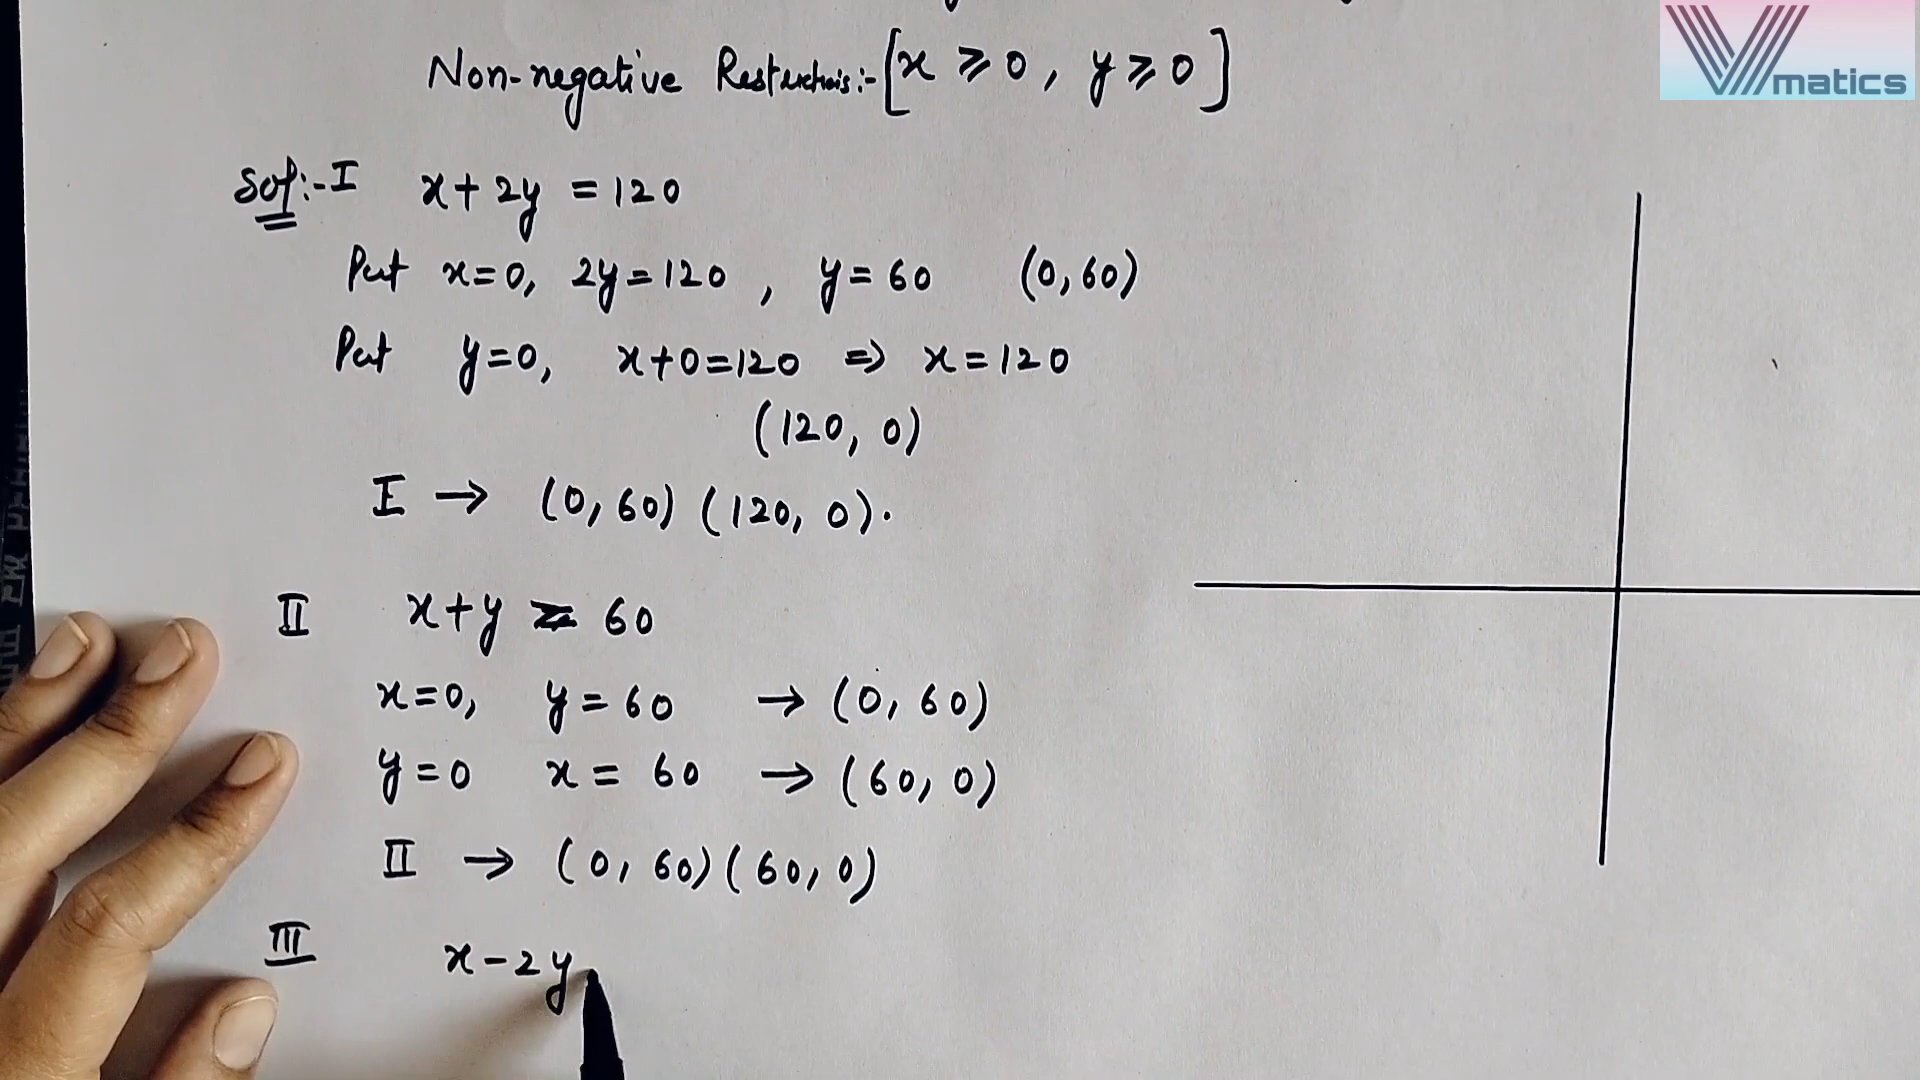 Non-negative Restrictions:- [x ≥ 0, y ≥ 0]
Vmatics
Sol:- I x + 2y = 120
Put x=0, 2y=120, y=60 (0,60)
Put y=0, x+0=120 ⇒ x=120
(120, 0)
I → (0,60) (120, 0).
II x+y = 60
x=0, y=60 → (0,60)
y=0 x=60 → (60,0)
II → (0,60)(60,0)
III x-2y